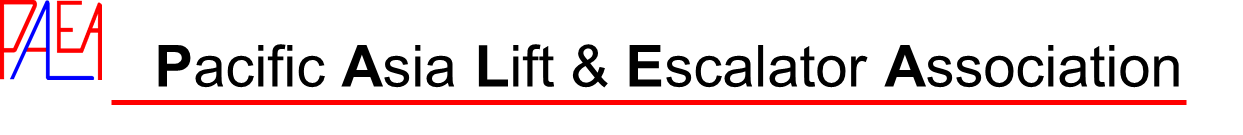 PALEA
Pacific Asia Lift & Escalator Association